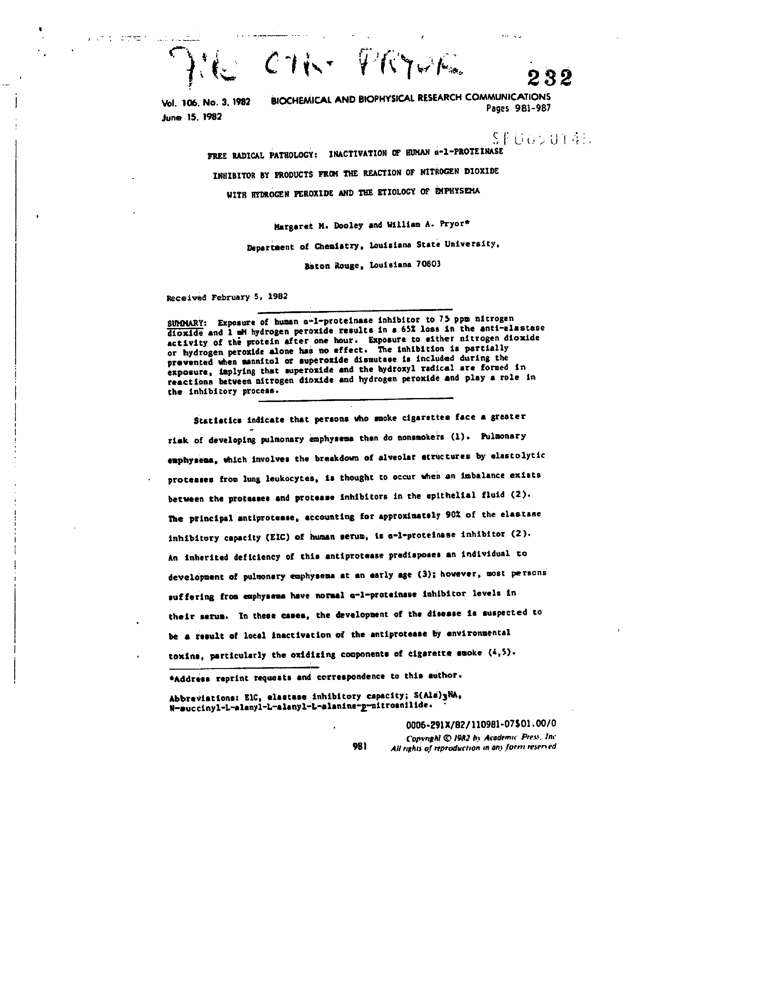 232
Vol. 106, No. 3, 1982 BIOCHEMICAL AND BIOPHYSICAL RESEARCH COMMUNICATIONS
June 15, 1982 Pages 981-987
FREE RADICAL PATHOLOGY: INACTIVATION OF HUMAN α-1-PROTEINASE
INHIBITOR BY PRODUCTS FROM THE REACTION OF NITROGEN DIOXIDE
WITH HYDROGEN PEROXIDE AND THE ETIOLOGY OF EMPHYSEMA
Margaret M. Dooley and William A. Pryor*
Department of Chemistry, Louisiana State University,
Baton Rouge, Louisiana 70803
Received February 5, 1982
SUMMARY: Exposure of human α-1-proteinase inhibitor to 75 ppm nitrogen
dioxide and 1 mM hydrogen peroxide results in a 65% loss in the anti-elastase
activity of the protein after one hour. Exposure to either nitrogen dioxide
or hydrogen peroxide alone has no effect. The inhibition is partially
prevented when mannitol or superoxide dismutase is included during the
exposure, implying that superoxide and the hydroxyl radical are formed in
reactions between nitrogen dioxide and hydrogen peroxide and play a role in
the inhibitory process.
Statistics indicate that persons who smoke cigarettes face a greater
risk of developing pulmonary emphysema than do nonsmokers (1). Pulmonary
emphysema, which involves the breakdown of alveolar structures by elastolytic
proteases from lung leukocytes, is thought to occur when an imbalance exists
between the proteases and protease inhibitors in the epithelial fluid (2).
The principal antiprotease, accounting for approximately 90% of the elastase
inhibitory capacity (EIC) of human serum, is α-1-proteinase inhibitor (2).
An inherited deficiency of this antiprotease predisposes an individual to
development of pulmonary emphysema at an early age (3); however, most persons
suffering from emphysema have normal α-1-proteinase inhibitor levels in
their serum. In these cases, the development of the disease is suspected to
be a result of local inactivation of the antiprotease by environmental
toxins, particularly the oxidizing components of cigarette smoke (4,5).
*Address reprint requests and correspondence to this author.
Abbreviations: EIC, elastase inhibitory capacity; S(Ala)3NA,
N-succinyl-L-alanyl-L-alanyl-L-alanine-p-nitroanilide.
0006-291X/82/110981-07$01.00/0
Copyright © 1982 by Academic Press, Inc
981 All rights of reproduction in any form reserved